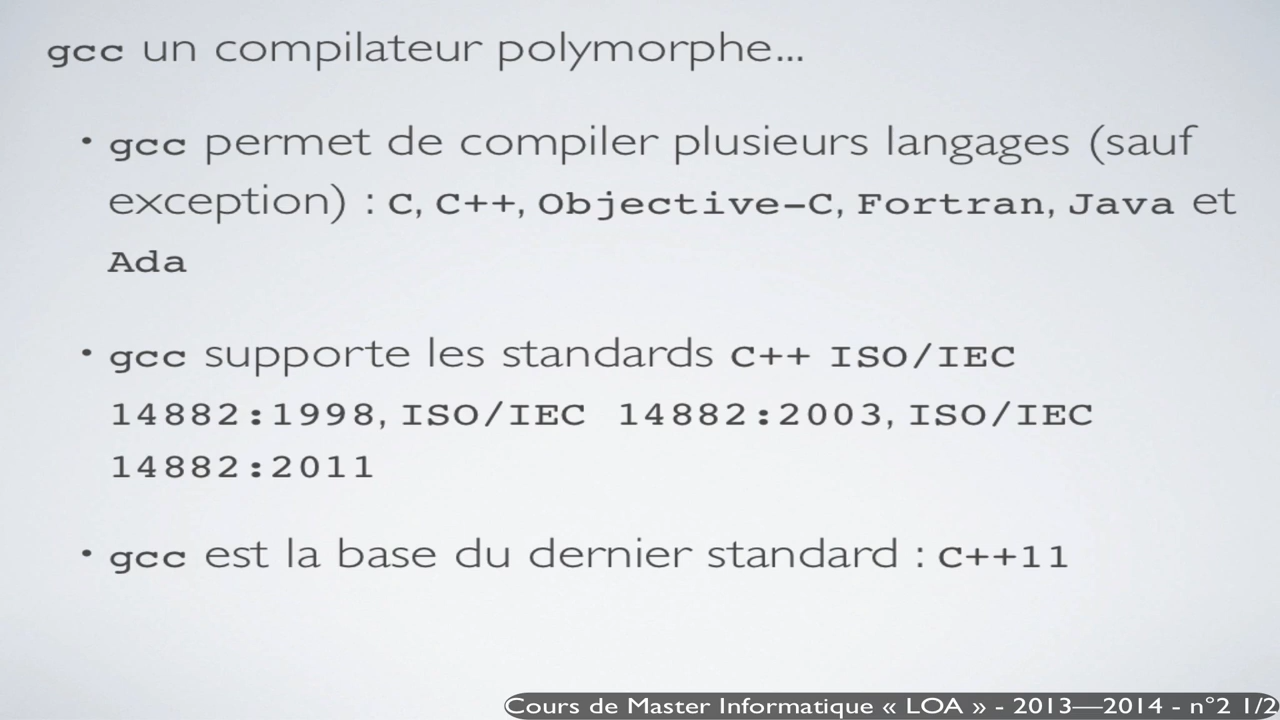 gcc un compilateur polymorphe...
• gcc permet de compiler plusieurs langages (sauf
exception) : C, C++, Objective-C, Fortran, Java et
Ada
• gcc supporte les standards C++ ISO/IEC
14882:1998, ISO/IEC 14882:2003, ISO/IEC
14882:2011
• gcc est la base du dernier standard : C++11
Cours de Master Informatique « LOA » - 2013—2014 - n°2 1/2